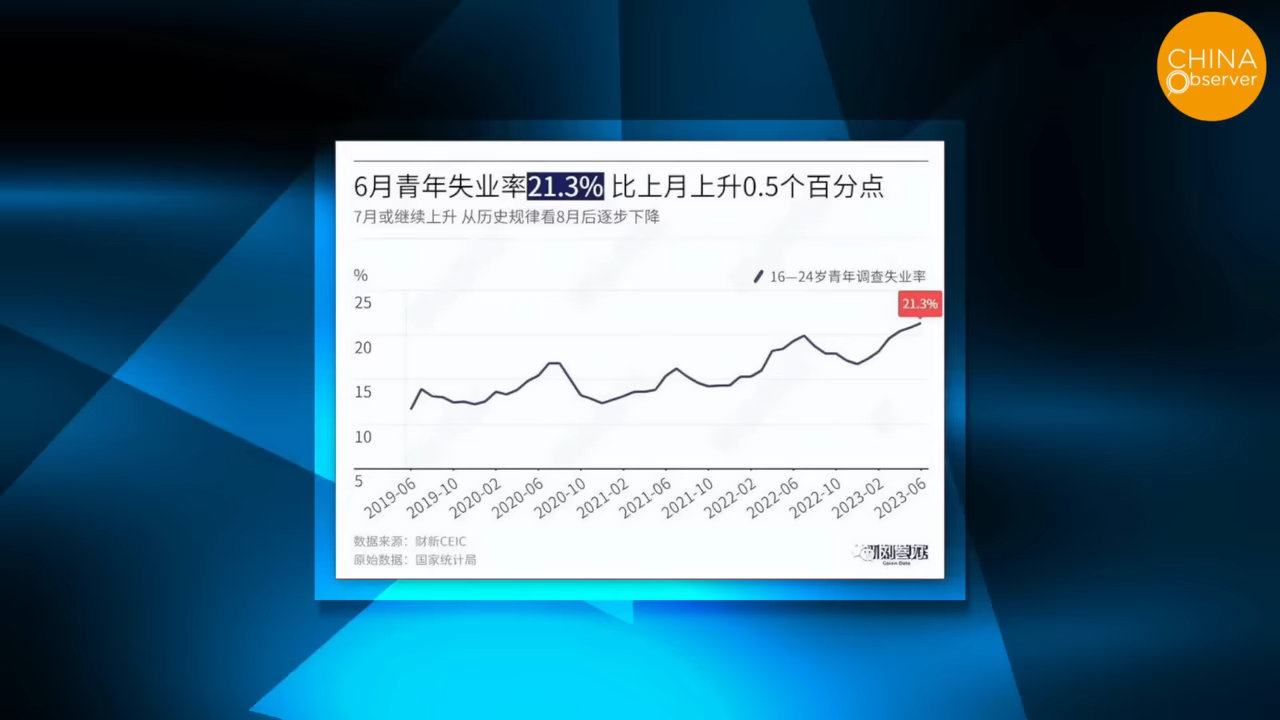 CHINA
Observer
6月青年失业率21.3% 比上月上升0.5个百分点
7月或继续上升 从历史规律看8月后逐步下降
%
16—24岁青年调查失业率
25
21.3%
20
15
10
5
2019-06
2019-10
2020-02
2020-06
2020-10
2021-02
2021-06
2021-10
2022-02
2022-06
2022-10
2023-02
2023-06
数据来源：财新CEIC
原始数据：国家统计局